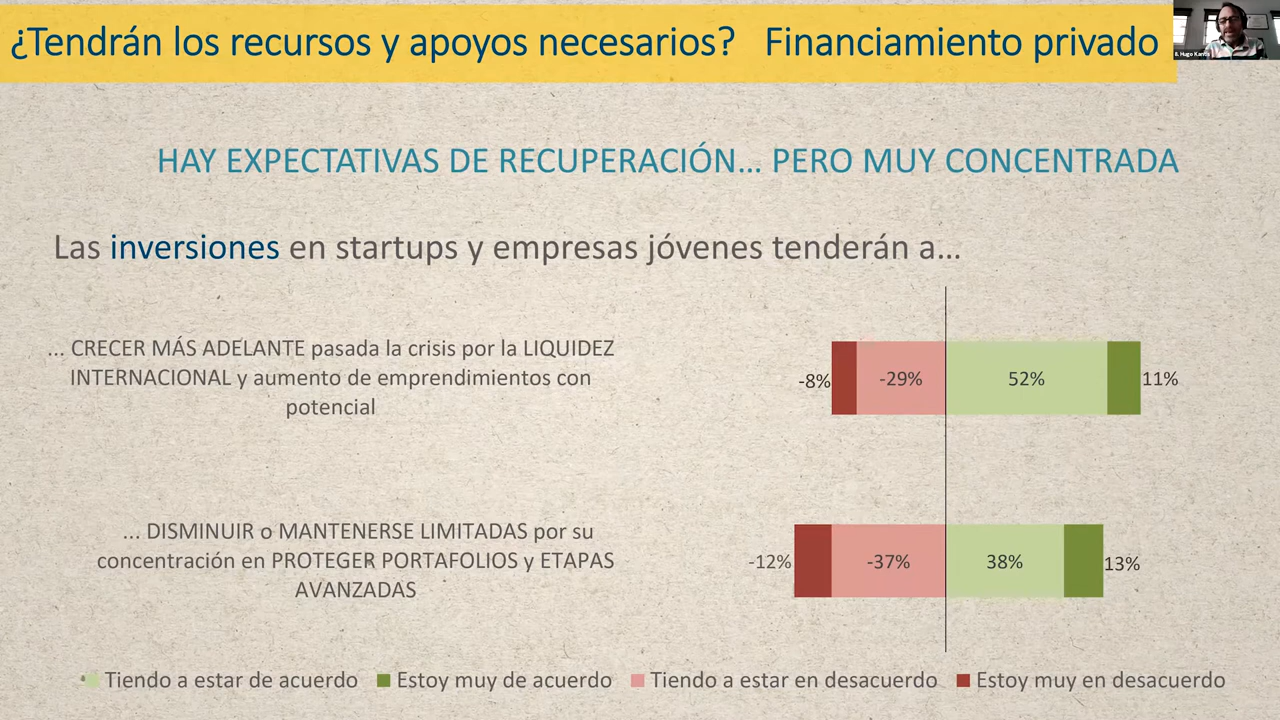 ¿Tendrán los recursos y apoyos necesarios? Financiamiento privado
& Hugo Kantis
HAY EXPECTATIVAS DE RECUPERACIÓN... PERO MUY CONCENTRADA
Las inversiones en startups y empresas jóvenes tenderán a...
... CRECER MÁS ADELANTE pasada la crisis por la LIQUIDEZ
INTERNACIONAL y aumento de emprendimientos con
potencial
-8% -29% 52% 11%
... DISMINUIR o MANTENERSE LIMITADAS por su
concentración en PROTEGER PORTAFOLIOS y ETAPAS
AVANZADAS
-12% -37% 38% 13%
Tiendo a estar de acuerdo Estoy muy de acuerdo Tiendo a estar en desacuerdo Estoy muy en desacuerdo